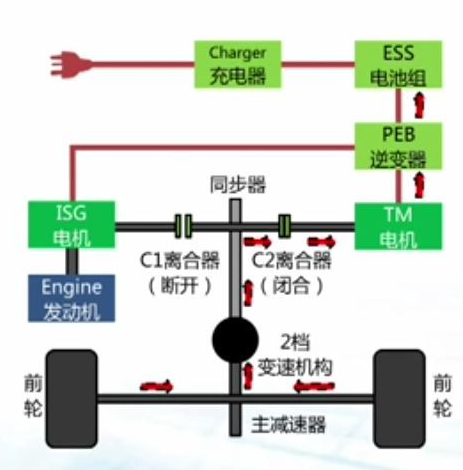 Charger
充电器
ESS
电池组
PEB
逆变器
同步器
ISG
电机
TM
电机
C1离合器
（断开）
C2离合器
（闭合）
Engine
发动机
2档
变速机构
前
轮
前
轮
主减速器